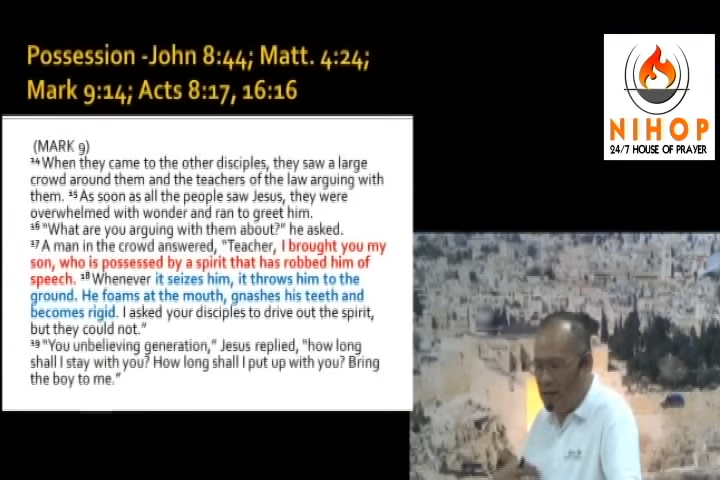 Possession -John 8:44; Matt. 4:24;
Mark 9:14; Acts 8:17, 16:16
NIHOP
24/7 HOUSE OF PRAYER
(MARK 9)
14 When they came to the other disciples, they saw a large
crowd around them and the teachers of the law arguing with
them. 15 As soon as all the people saw Jesus, they were
overwhelmed with wonder and ran to greet him.
16 "What are you arguing with them about?" he asked.
17 A man in the crowd answered, "Teacher, I brought you my
son, who is possessed by a spirit that has robbed him of
speech. 18 Whenever it seizes him, it throws him to the
ground. He foams at the mouth, gnashes his teeth and
becomes rigid. I asked your disciples to drive out the spirit,
but they could not."
19 "You unbelieving generation," Jesus replied, "how long
shall I stay with you? How long shall I put up with you? Bring
the boy to me."